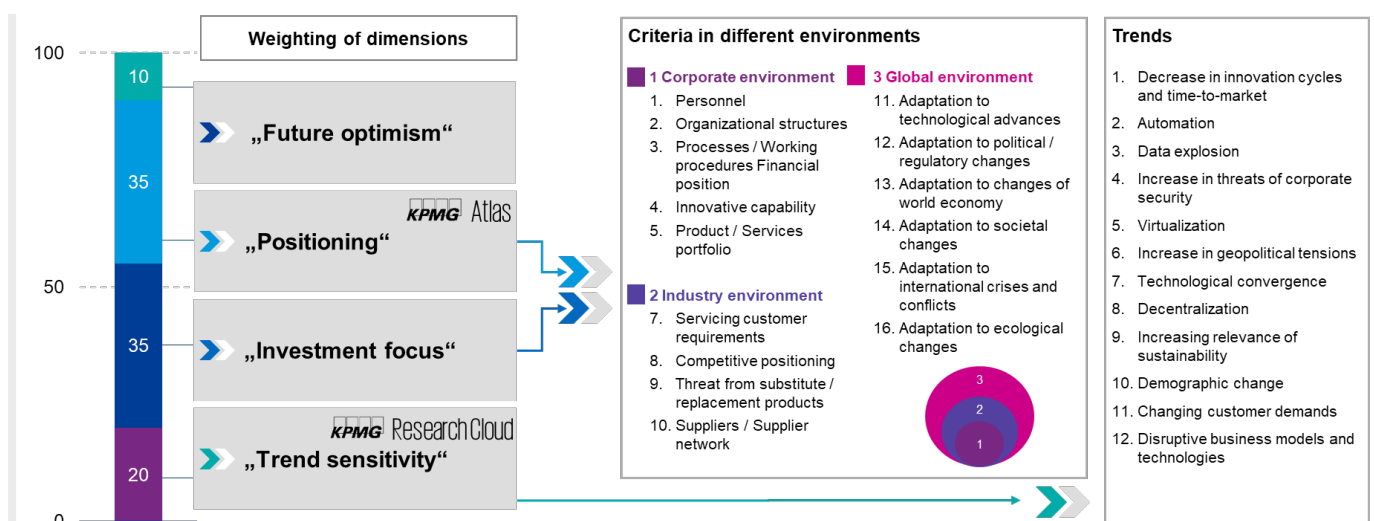 Weighting of dimensions
100
10
35
50
35
20
0
„Future optimism“
KPMG Atlas
„Positioning“
„Investment focus“
KPMG Research Cloud
„Trend sensitivity“
Criteria in different environments
1 Corporate environment
1. Personnel
2. Organizational structures
3. Processes / Working
procedures Financial
position
4. Innovative capability
5. Product / Services
portfolio
2 Industry environment
7. Servicing customer
requirements
8. Competitive positioning
9. Threat from substitute /
replacement products
10. Suppliers / Supplier
network
3 Global environment
11. Adaptation to
technological advances
12. Adaptation to political /
regulatory changes
13. Adaptation to changes of
world economy
14. Adaptation to societal
changes
15. Adaptation to
international crises and
conflicts
16. Adaptation to ecological
changes
3
2
1
Trends
1. Decrease in innovation cycles
and time-to-market
2. Automation
3. Data explosion
4. Increase in threats of corporate
security
5. Virtualization
6. Increase in geopolitical tensions
7. Technological convergence
8. Decentralization
9. Increasing relevance of
sustainability
10. Demographic change
11. Changing customer demands
12. Disruptive business models and
technologies